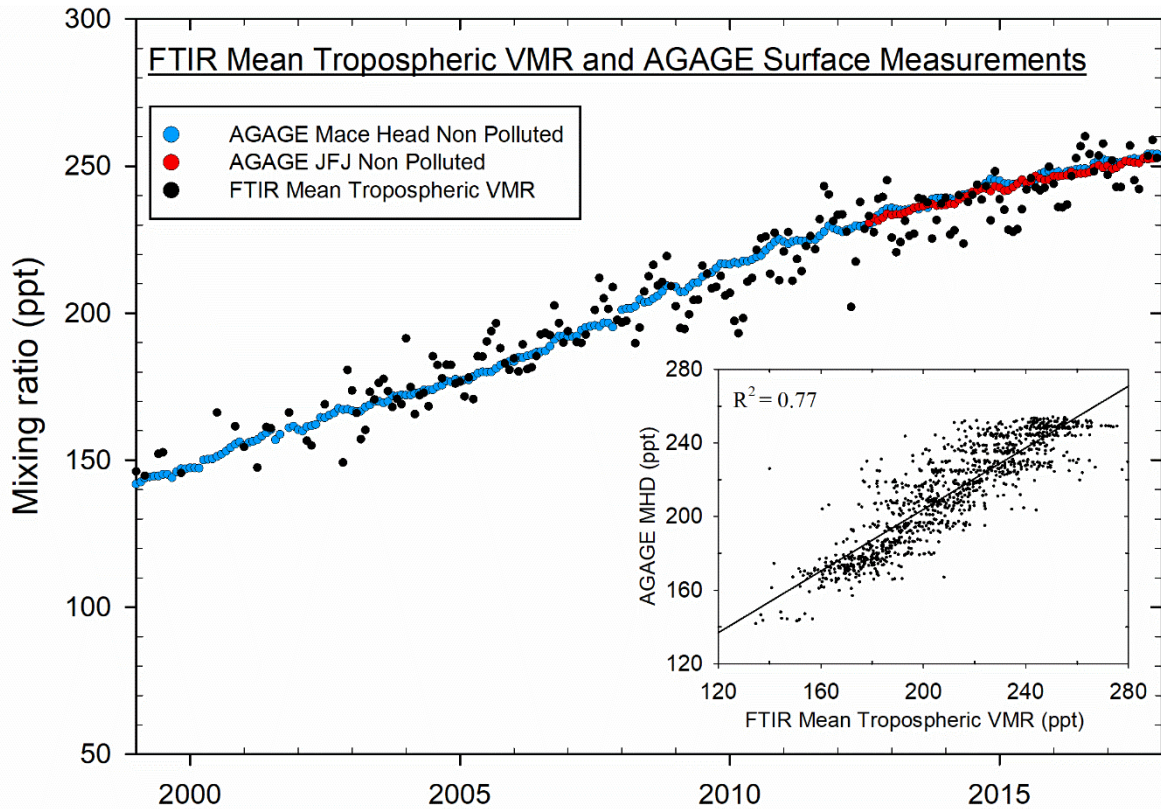 FTIR Mean Tropospheric VMR and AGAGE Surface Measurements
AGAGE Mace Head Non Polluted
AGAGE JFJ Non Polluted
FTIR Mean Tropospheric VMR
Mixing ratio (ppt)
300
250
200
150
100
50
2000
2005
2010
2015
R² = 0.77
AGAGE MHD (ppt)
280
240
200
160
120
120
160
200
240
280
FTIR Mean Tropospheric VMR (ppt)